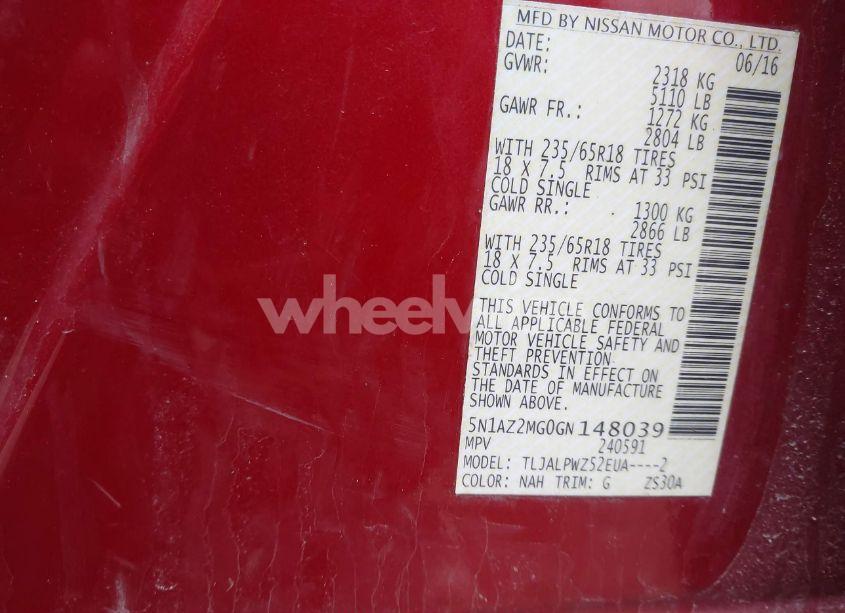 MFD BY NISSAN MOTOR CO., LTD.
DATE: 06/16
GVWR: 2318 KG
5110 LB
GAWR FR.: 1272 KG
2804 LB
WITH 235/65R18 TIRES
18 X 7.5 RIMS AT 33 PSI
COLD SINGLE
GAWR RR.: 1300 KG
2866 LB
WITH 235/65R18 TIRES
18 X 7.5 RIMS AT 33 PSI
COLD SINGLE
THIS VEHICLE CONFORMS TO
ALL APPLICABLE FEDERAL
MOTOR VEHICLE SAFETY AND
THEFT PREVENTION
STANDARDS IN EFFECT ON
THE DATE OF MANUFACTURE
SHOWN ABOVE.
5N1AZ2MG0GN148039
MPV 240591
MODEL: TLJALPWZ52EUA----2
COLOR: NAH TRIM: G ZS30A